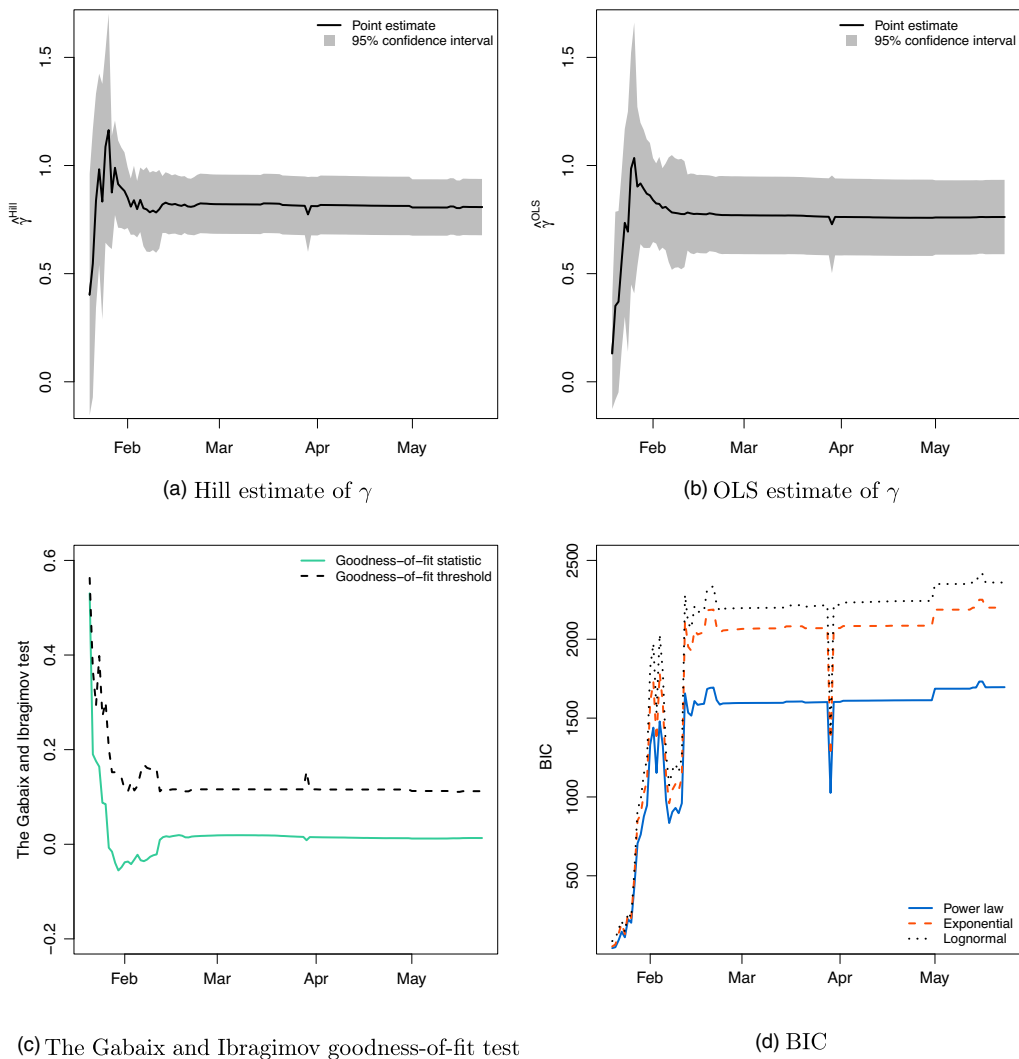 Point estimate
95% confidence interval
γ̂^Hill
0.0
0.5
1.0
1.5
Feb
Mar
Apr
May
(a) Hill estimate of γ
Point estimate
95% confidence interval
γ̂^OLS
0.0
0.5
1.0
1.5
Feb
Mar
Apr
May
(b) OLS estimate of γ
Goodness−of−fit statistic
Goodness−of−fit threshold
The Gabaix and Ibragimov test
−0.2
0.0
0.2
0.4
0.6
Feb
Mar
Apr
May
(c) The Gabaix and Ibragimov goodness-of-fit test
BIC
500
1000
1500
2000
2500
Power law
Exponential
Lognormal
Feb
Mar
Apr
May
(d) BIC